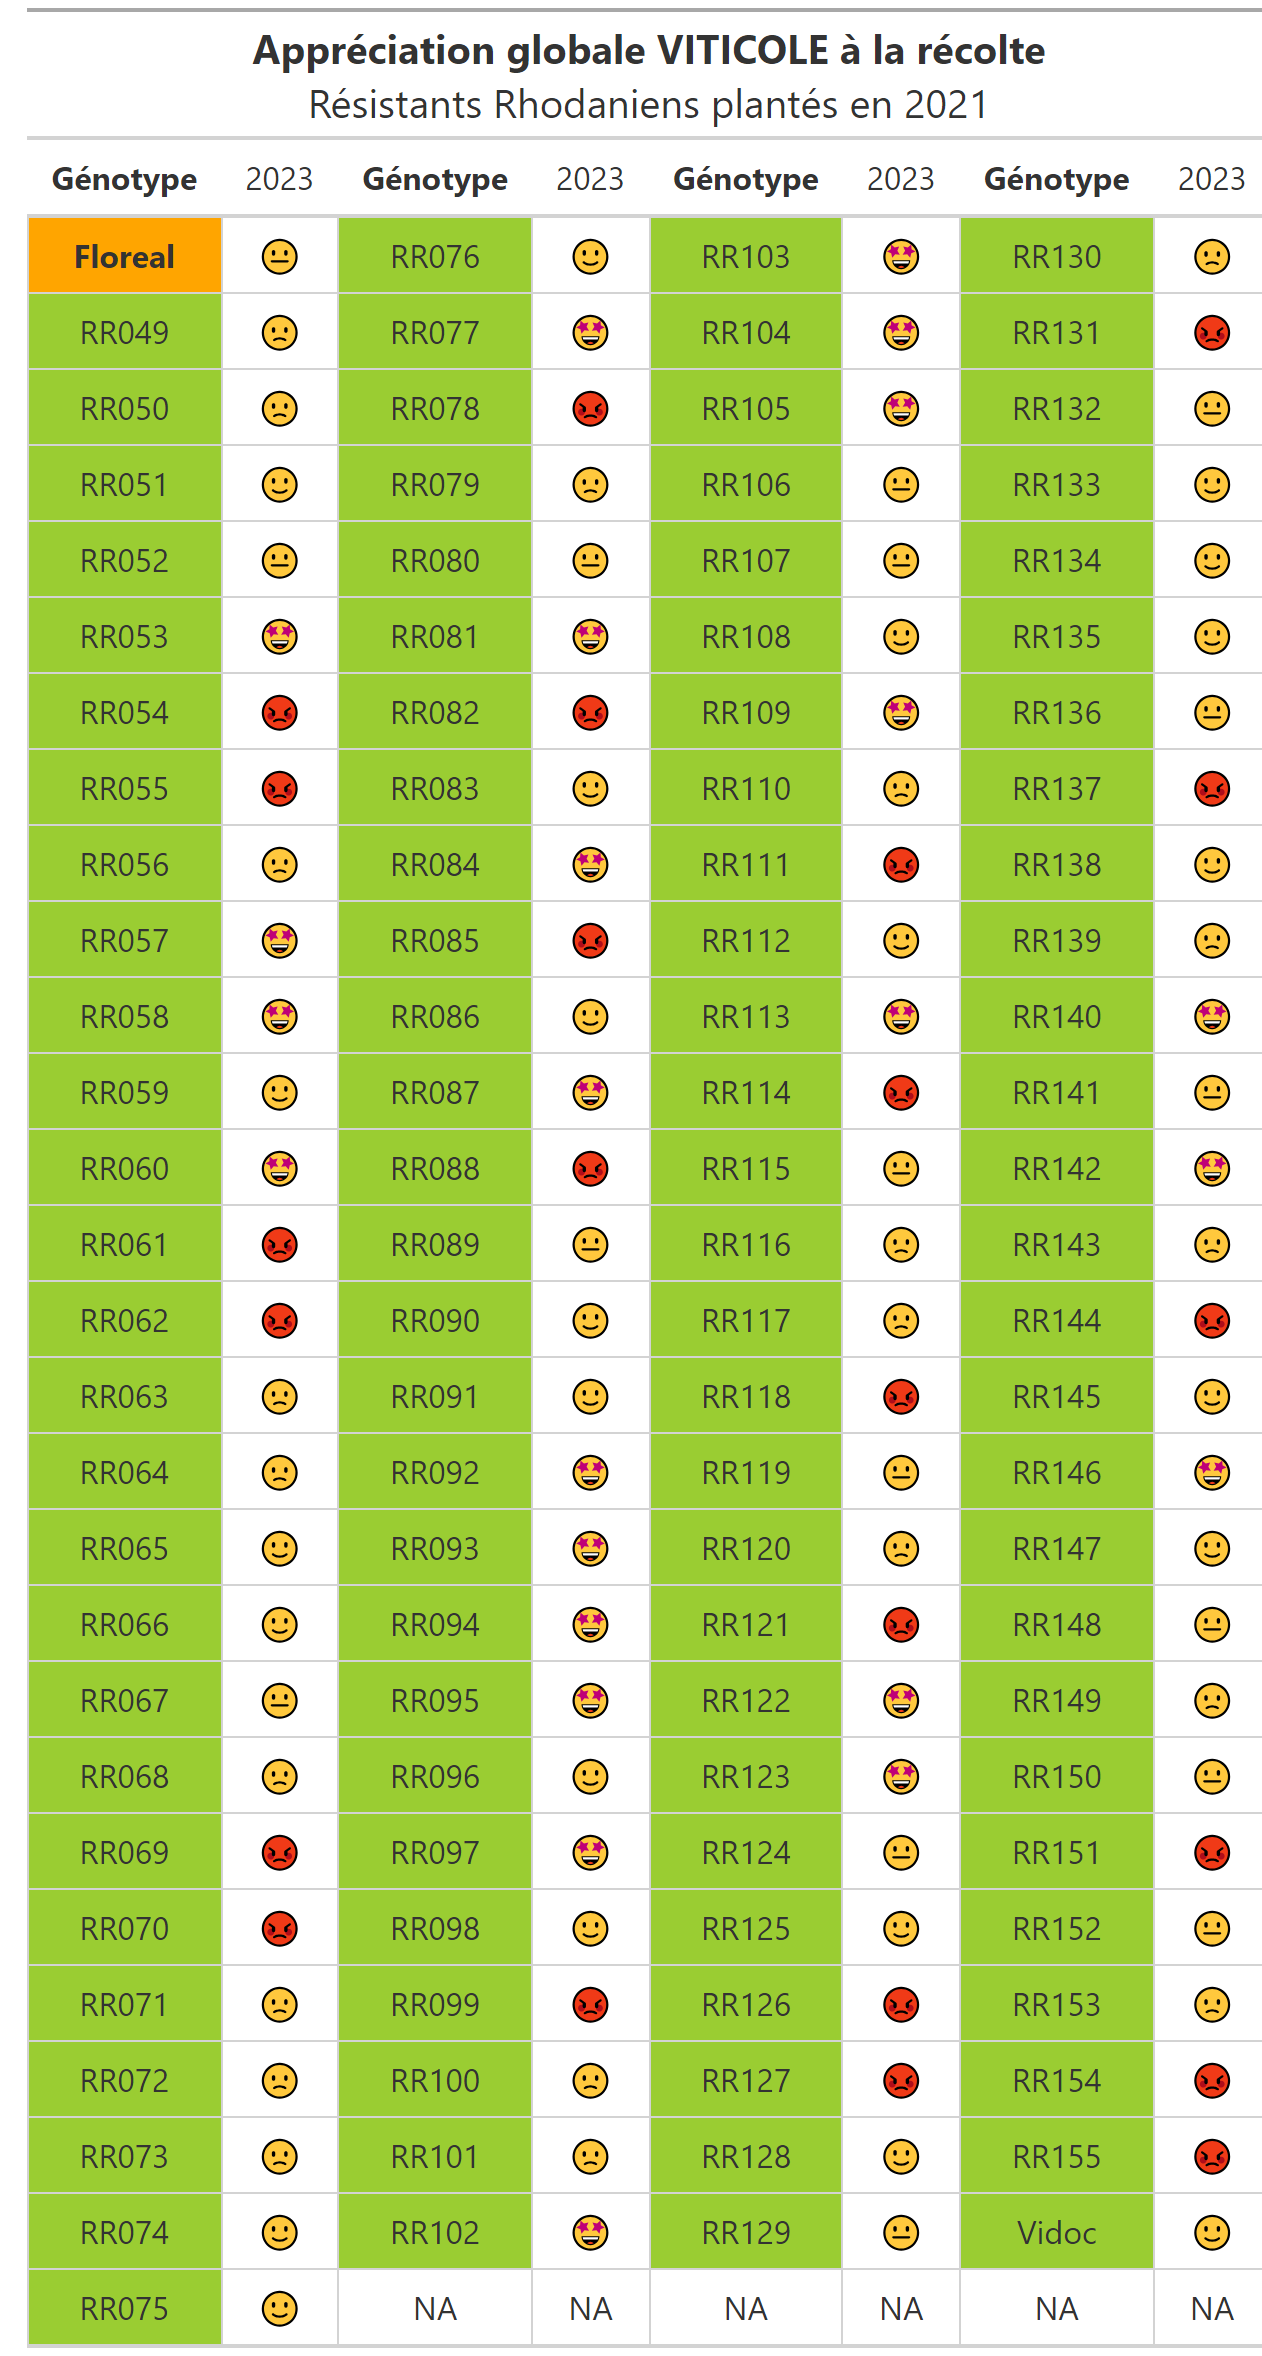 Appréciation globale VITICOLE à la récolte
Résistants Rhodaniens plantés en 2021
Génotype 2023 Génotype 2023 Génotype 2023 Génotype 2023
Floreal 😐 RR076 🙂 RR103 🤩 RR130 🙁
RR049 🙁 RR077 🤩 RR104 🤩 RR131 😡
RR050 🙁 RR078 😡 RR105 🤩 RR132 😐
RR051 🙂 RR079 🙁 RR106 😐 RR133 🙂
RR052 😐 RR080 😐 RR107 😐 RR134 🙂
RR053 🤩 RR081 🤩 RR108 🙂 RR135 🙂
RR054 😡 RR082 😡 RR109 🤩 RR136 😐
RR055 😡 RR083 🙂 RR110 🙁 RR137 😡
RR056 🙁 RR084 🤩 RR111 😡 RR138 🙂
RR057 🤩 RR085 😡 RR112 🙂 RR139 🙁
RR058 🤩 RR086 🙂 RR113 🤩 RR140 🤩
RR059 🙂 RR087 🤩 RR114 😡 RR141 😐
RR060 🤩 RR088 😡 RR115 😐 RR142 🤩
RR061 😡 RR089 😐 RR116 🙁 RR143 🙁
RR062 😡 RR090 🙂 RR117 🙁 RR144 😡
RR063 🙁 RR091 🙂 RR118 😡 RR145 🙂
RR064 🙁 RR092 🤩 RR119 😐 RR146 🤩
RR065 🙂 RR093 🤩 RR120 🙁 RR147 🙂
RR066 🙂 RR094 🤩 RR121 😡 RR148 😐
RR067 😐 RR095 🤩 RR122 🤩 RR149 🙁
RR068 🙁 RR096 🙂 RR123 🤩 RR150 😐
RR069 😡 RR097 🤩 RR124 😐 RR151 😡
RR070 😡 RR098 🙂 RR125 🙂 RR152 😐
RR071 🙁 RR099 😡 RR126 😡 RR153 🙁
RR072 🙁 RR100 🙁 RR127 😡 RR154 😡
RR073 🙁 RR101 🙁 RR128 🙂 RR155 😡
RR074 🙂 RR102 🤩 RR129 😐 Vidoc 🙂
RR075 🙂 NA NA NA NA NA NA